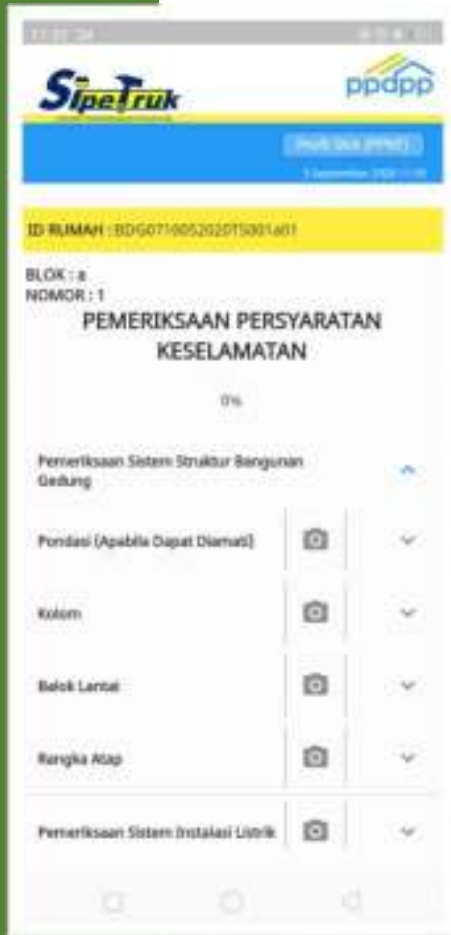 SipeTruk
ppdpp
ID RUMAH : BDG0710052020TS001a01
BLOK : a
NOMOR : 1
PEMERIKSAAN PERSYARATAN
KESELAMATAN
0%
Pemeriksaan Sistem Struktur Bangunan
Gedung
Pondasi (Apabila Dapat Diamati)
Kolom
Balok Lantai
Rangka Atap
Pemeriksaan Sistem Instalasi Listrik